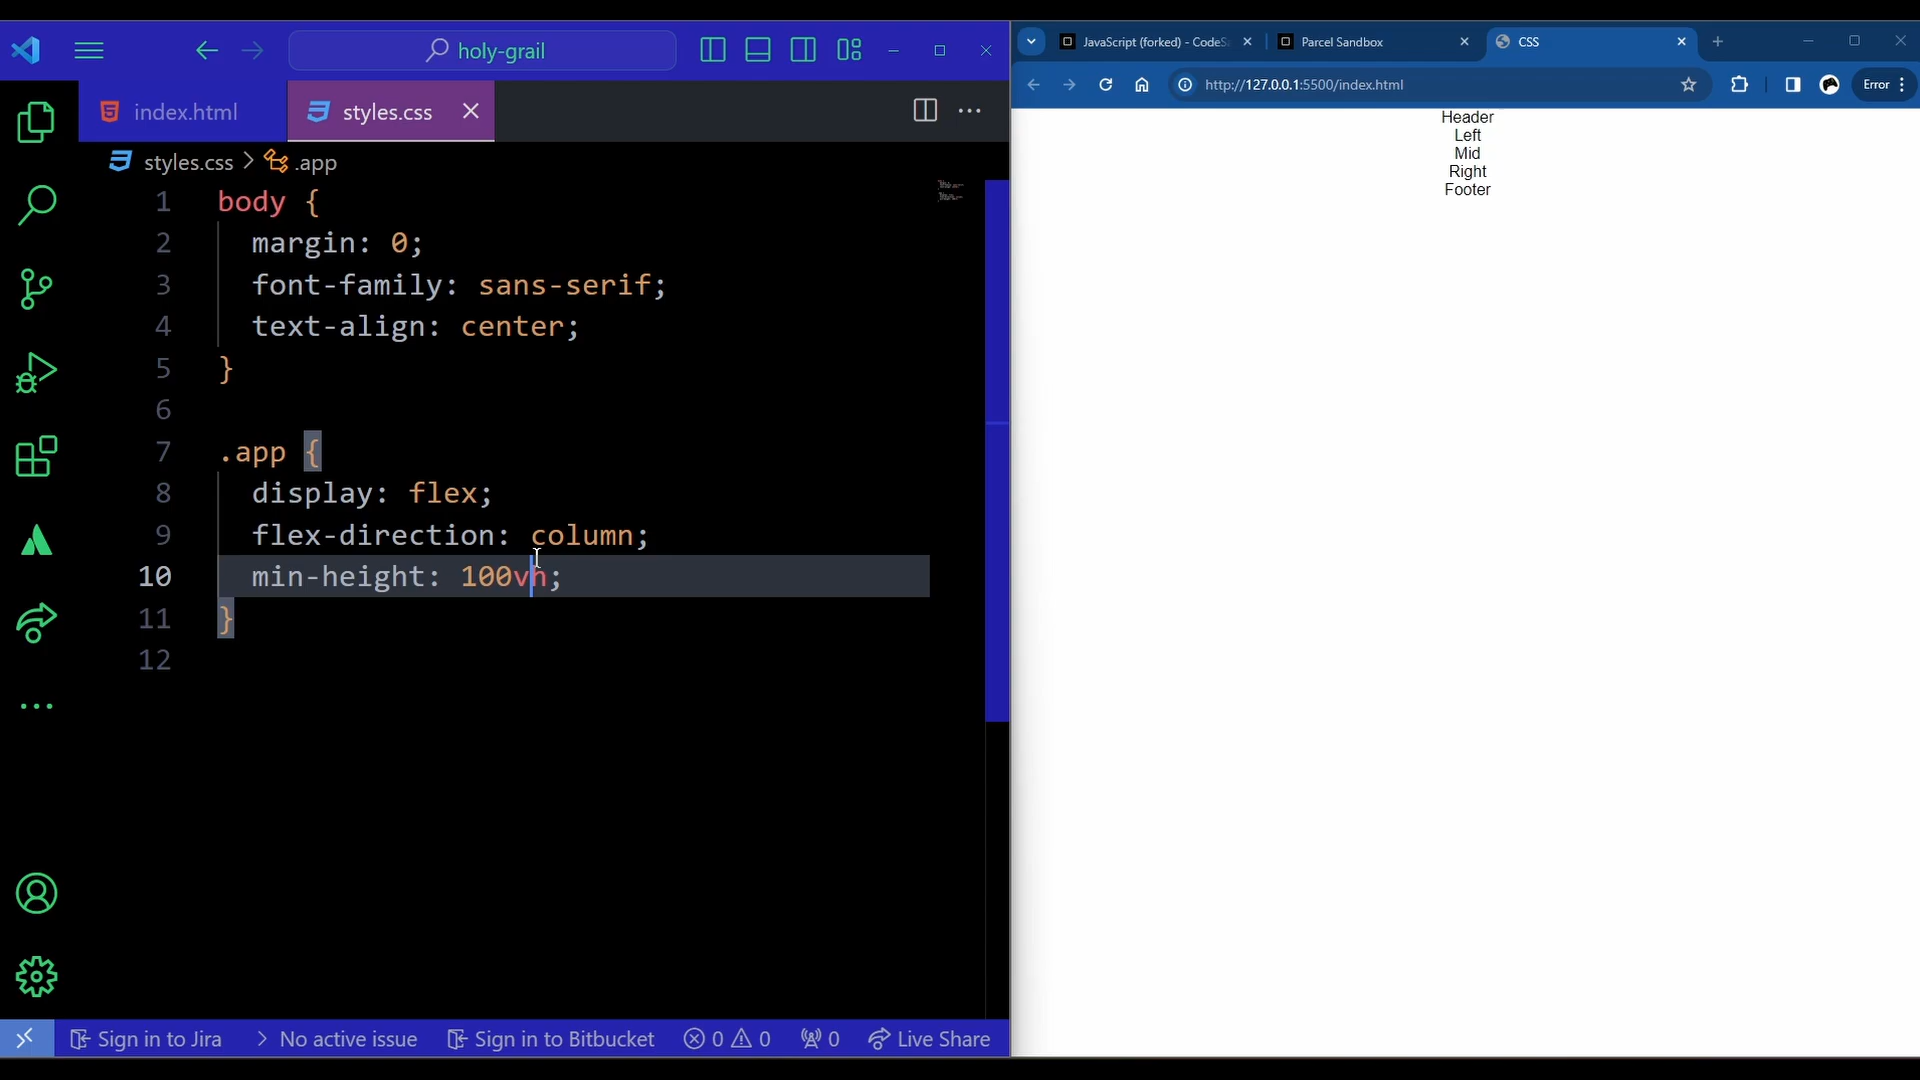 holy-grail
index.html
styles.css
styles.css > .app
1 body {
2 margin: 0;
3 font-family: sans-serif;
4 text-align: center;
5 }
6
7 .app {
8 display: flex;
9 flex-direction: column;
10 min-height: 100vh;
11 }
12
Sign in to Jira
No active issue
Sign in to Bitbucket
0 0
0
Live Share
JavaScript (forked) - CodeS
Parcel Sandbox
CSS
http://127.0.0.1:5500/index.html
Error
Header
Left
Mid
Right
Footer